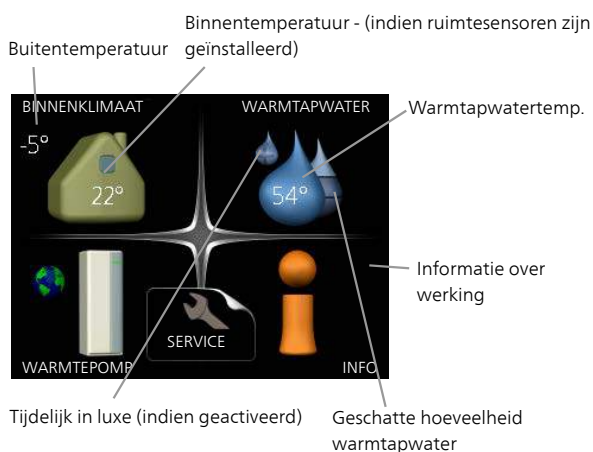 Binnentemperatuur - (indien ruimtesensoren zijn
geïnstalleerd)
Buitentemperatuur
BINNENKLIMAAT
WARMTAPWATER
Warmtapwatertemp.
-5°
22°
54°
Informatie over
werking
SERVICE
WARMTEPOMP
INFO
Tijdelijk in luxe (indien geactiveerd)
Geschatte hoeveelheid
warmtapwater